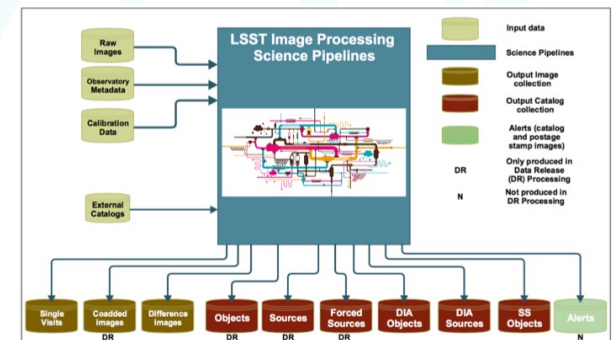 LSST Image Processing
Science Pipelines
Raw
Images
Observatory
Metadata
Calibration
Data
External
Catalogs
Input data
Science Pipelines
Output Image
collection
Output Catalog
collection
Alerts (catalog
and postage
stamp images)
DR
Only produced in
Data Release
(DR) Processing
N
Not produced in
DR Processing
Single
Visits
Coadded
Images
DR
Difference
Images
Objects
DR
Sources
DR
Forced
Sources
DR
DIA
Objects
DIA
Sources
SS
Objects
Alerts
N